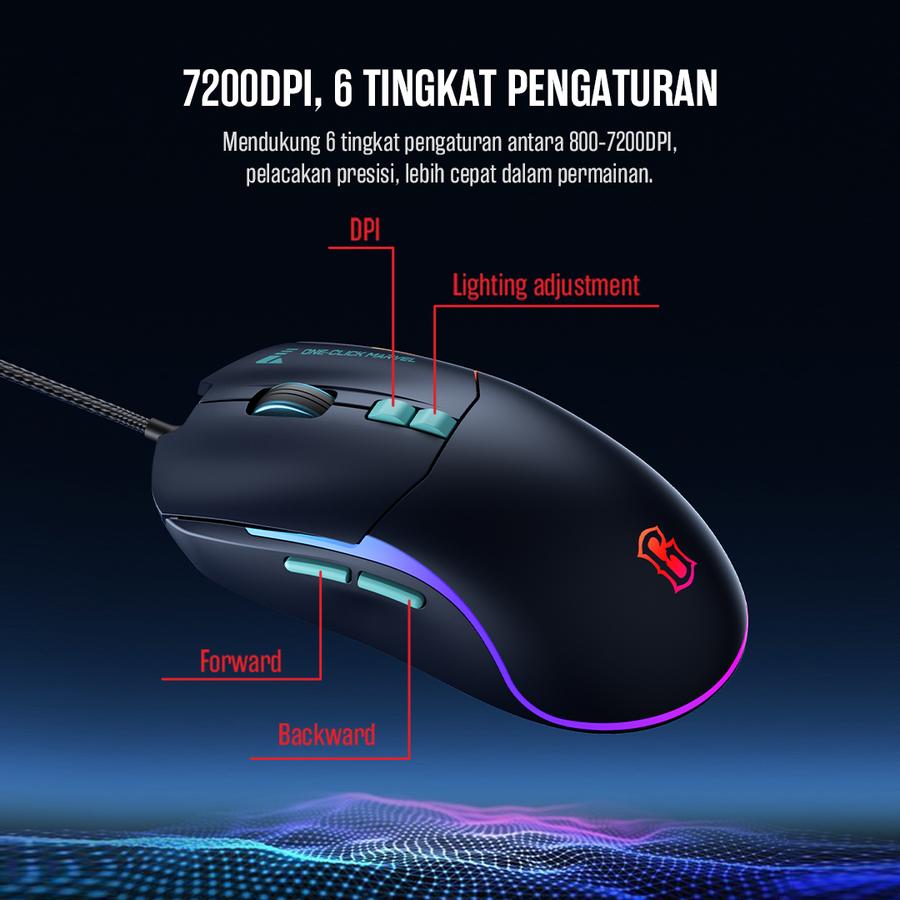 7200DPI, 6 TINGKAT PENGATURAN
Mendukung 6 tingkat pengaturan antara 800-7200DPI,
pelacakan presisi, lebih cepat dalam permainan.
DPI
Lighting adjustment
ONE-CLICK MARVEL
Forward
Backward